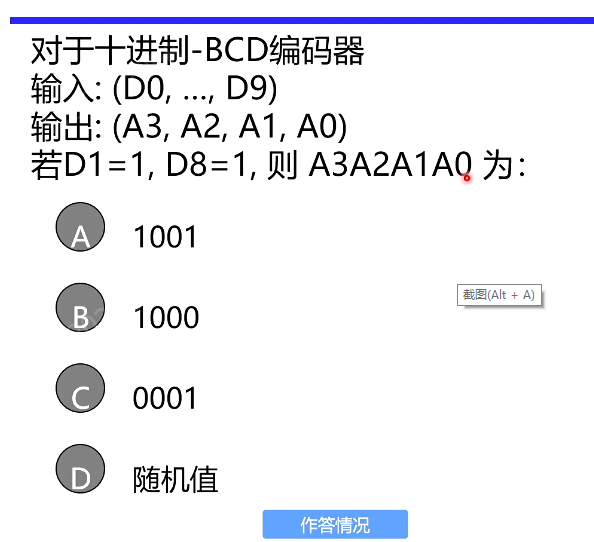 对于十进制-BCD编码器
输入: (D0, ..., D9)
输出: (A3, A2, A1, A0)
若D1=1, D8=1, 则 A3A2A1A0 为:
A 1001
截图(Alt + A)
B 1000
C 0001
D 随机值
作答情况